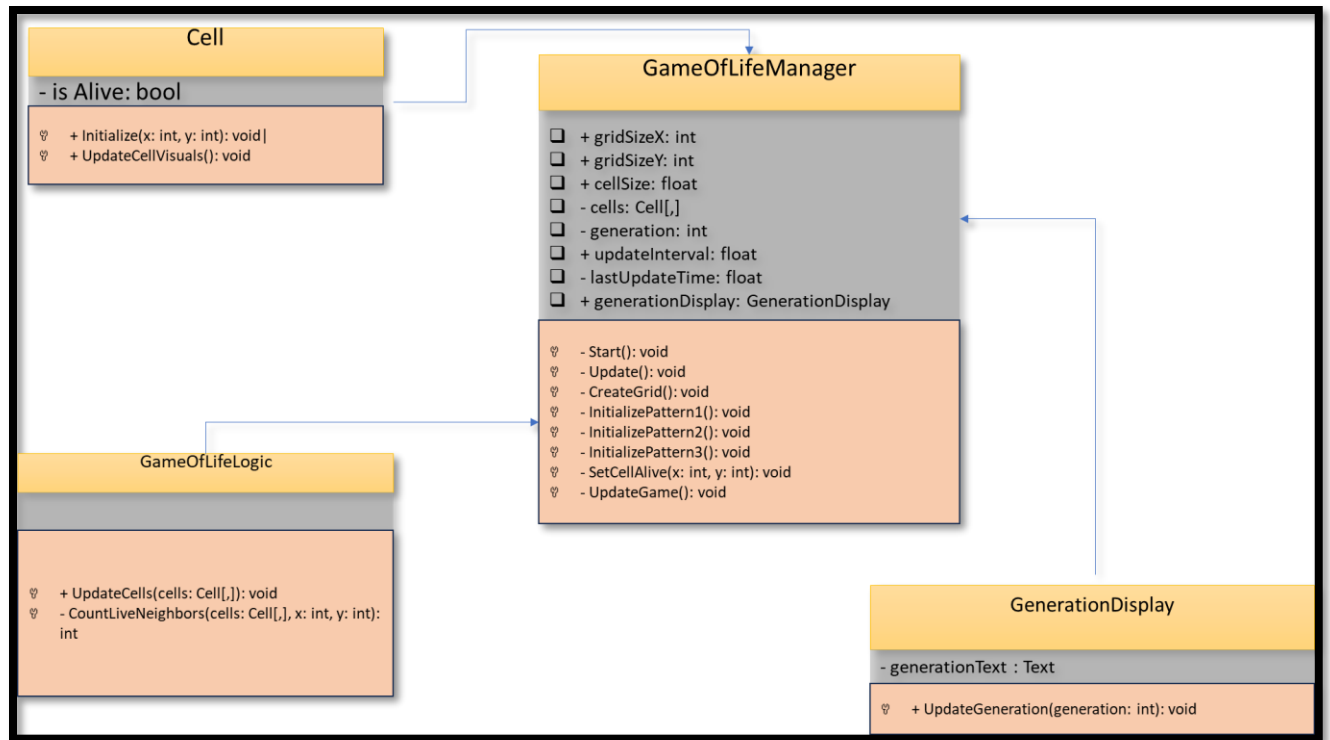 Cell
- is Alive: bool
+ Initialize(x: int, y: int): void|
+ UpdateCellVisuals(): void
GameOfLifeManager
+ gridSizeX: int
+ gridSizeY: int
+ cellSize: float
- cells: Cell[,]
- generation: int
+ updateInterval: float
- lastUpdateTime: float
+ generationDisplay: GenerationDisplay
- Start(): void
- Update(): void
- CreateGrid(): void
- InitializePattern1(): void
- InitializePattern2(): void
- InitializePattern3(): void
- SetCellAlive(x: int, y: int): void
- UpdateGame(): void
GameOfLifeLogic
+ UpdateCells(cells: Cell[,]): void
- CountLiveNeighbors(cells: Cell[,], x: int, y: int):
int
GenerationDisplay
- generationText : Text
+ UpdateGeneration(generation: int): void